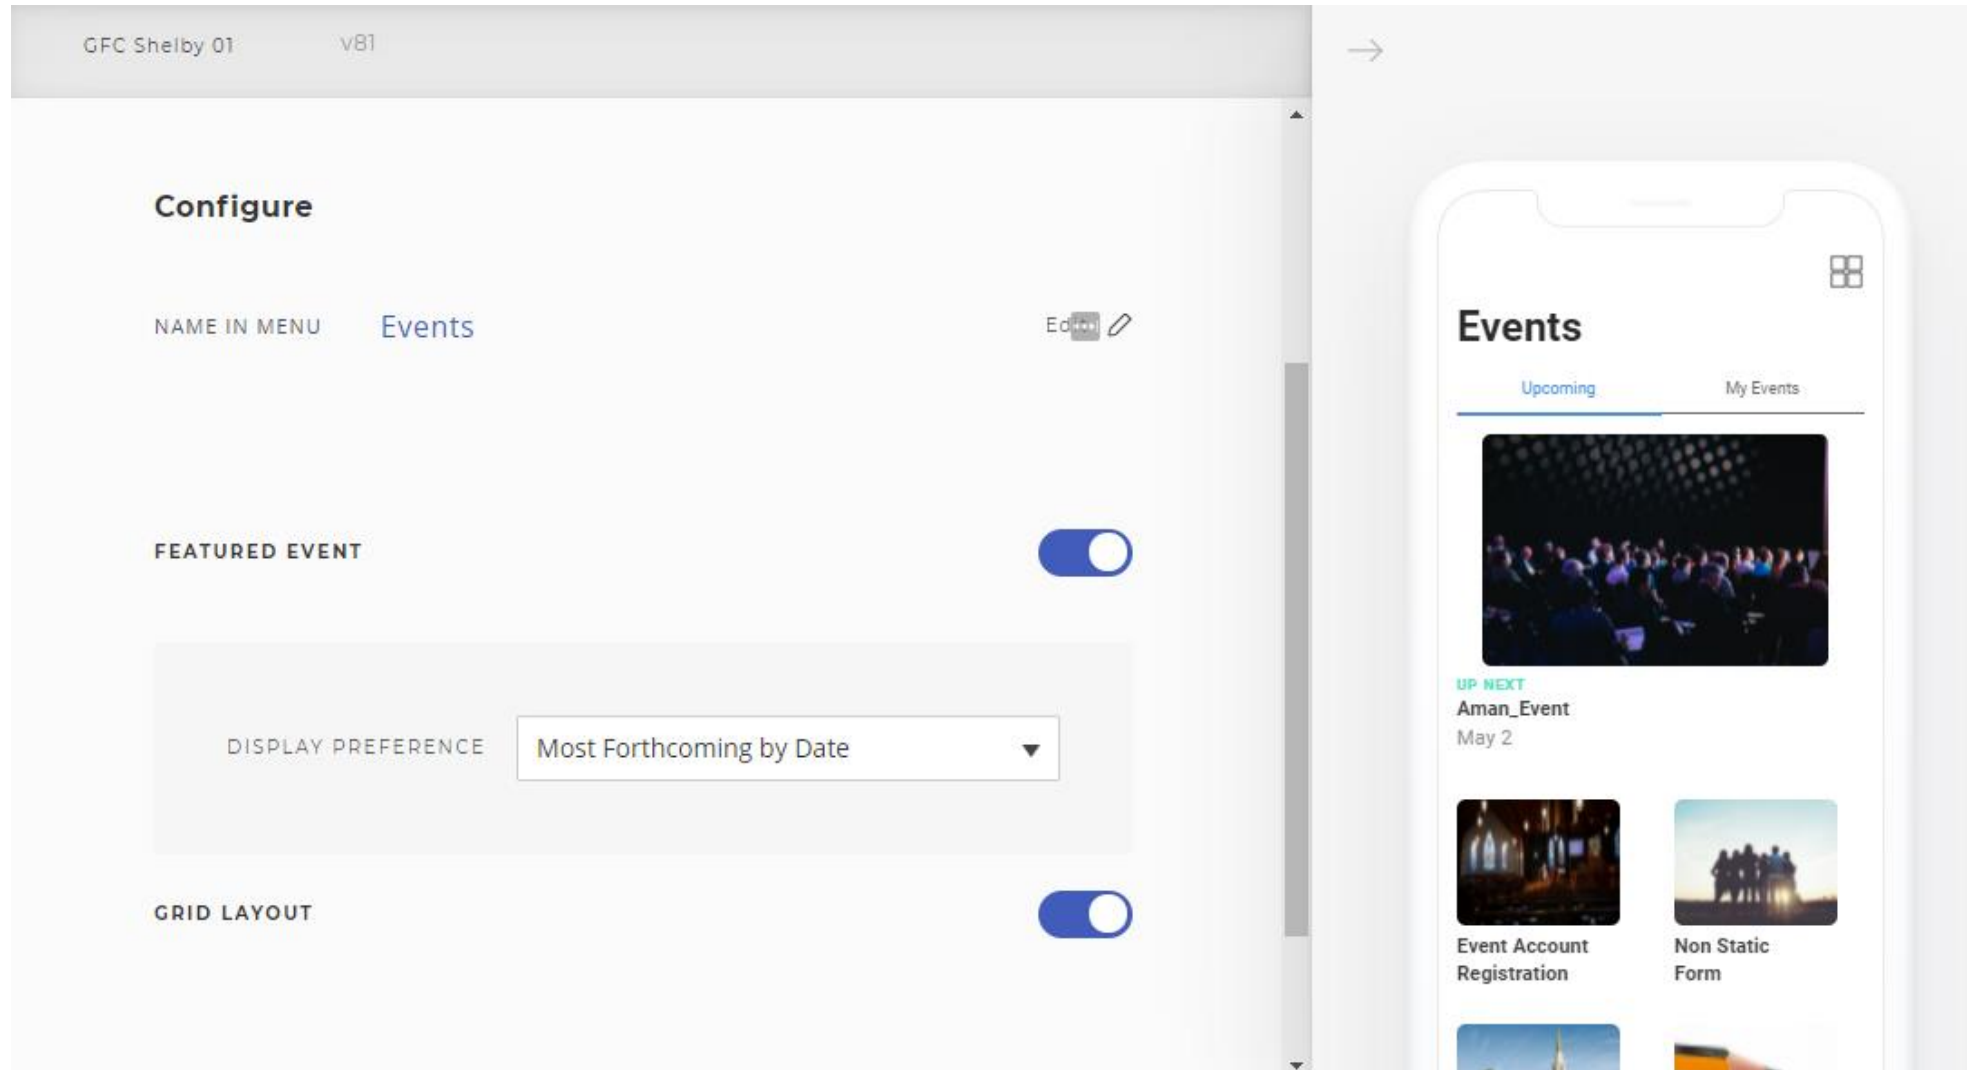 GFC Shelby 01
v81
Configure
NAME IN MENU
Events
FEATURED EVENT
DISPLAY PREFERENCE
Most Forthcoming by Date
GRID LAYOUT
Events
Upcoming
My Events
UP NEXT
Aman_Event
May 2
Event Account
Registration
Non Static
Form